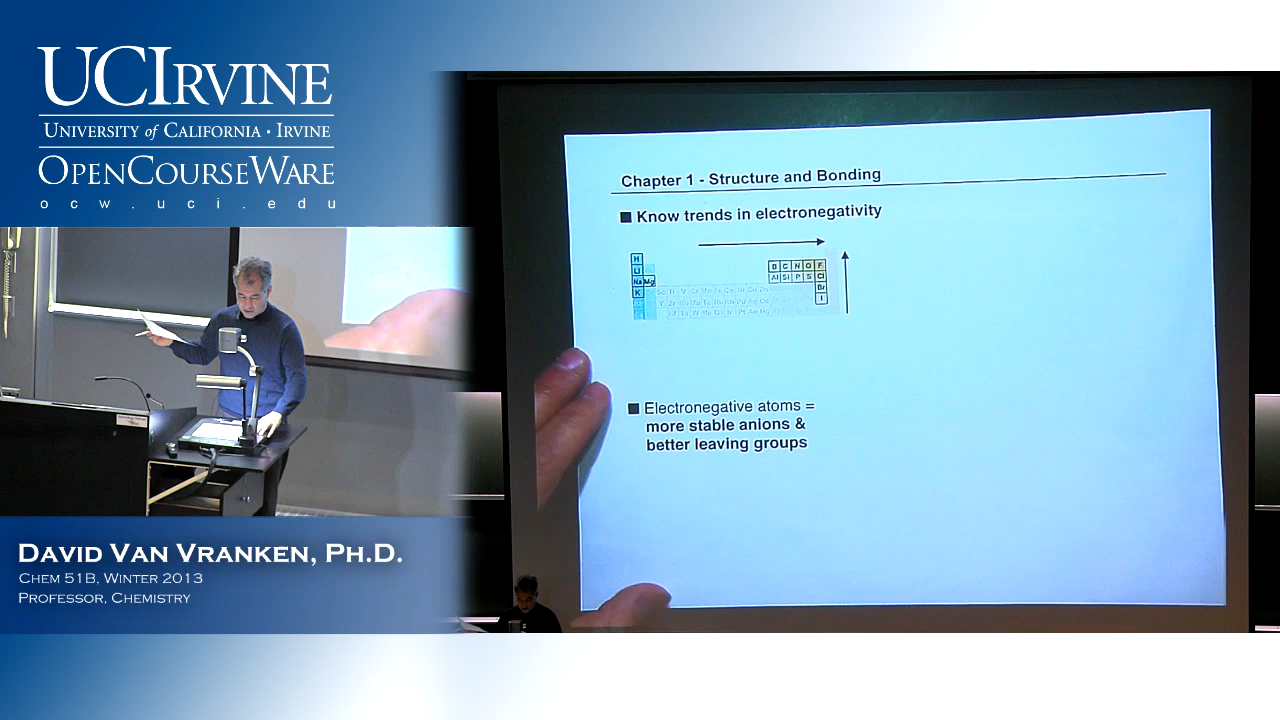 UCIRVINE
UNIVERSITY of CALIFORNIA · IRVINE
OPENCOURSEWARE
ocw.uci.edu
Chapter 1 - Structure and Bonding
Know trends in electronegativity
H
Li
Na Mg
K
B C N O F
Al Si P S Cl
Br
I
Electronegative atoms =
more stable anions &
better leaving groups
DAVID VAN VRANKEN, PH.D.
CHEM 51B, WINTER 2013
PROFESSOR, CHEMISTRY